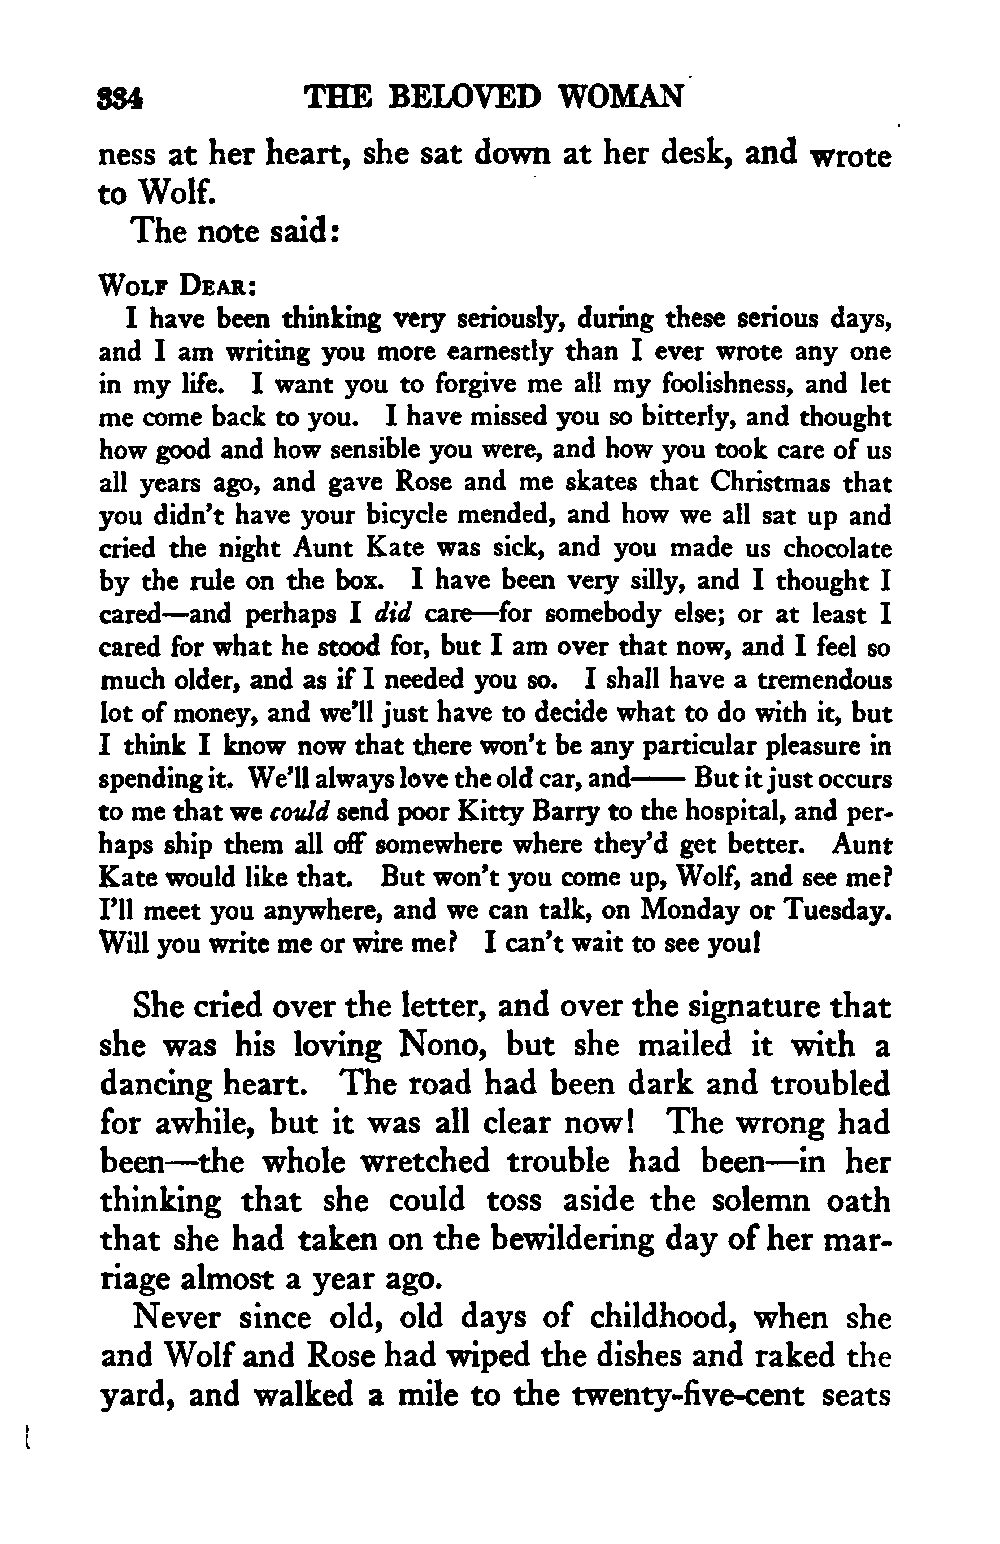 334 THE BELOVED WOMAN
ness at her heart, she sat down at her desk, and wrote
to Wolf.
The note said:
Wolf Dear:
I have been thinking very seriously, during these serious days,
and I am writing you more earnestly than I ever wrote any one
in my life. I want you to forgive me all my foolishness, and let
me come back to you. I have missed you so bitterly, and thought
how good and how sensible you were, and how you took care of us
all years ago, and gave Rose and me skates that Christmas that
you didn't have your bicycle mended, and how we all sat up and
cried the night Aunt Kate was sick, and you made us chocolate
by the rule on the box. I have been very silly, and I thought I
cared—and perhaps I did care—for somebody else; or at least I
cared for what he stood for, but I am over that now, and I feel so
much older, and as if I needed you so. I shall have a tremendous
lot of money, and we'll just have to decide what to do with it, but
I think I know now that there won't be any particular pleasure in
spending it. We'll always love the old car, and—— But it just occurs
to me that we could send poor Kitty Barry to the hospital, and per-
haps ship them all off somewhere where they'd get better. Aunt
Kate would like that. But won't you come up, Wolf, and see me?
I'll meet you anywhere, and we can talk, on Monday or Tuesday.
Will you write me or wire me? I can't wait to see you!
She cried over the letter, and over the signature that
she was his loving Nono, but she mailed it with a
dancing heart. The road had been dark and troubled
for awhile, but it was all clear now! The wrong had
been—the whole wretched trouble had been—in her
thinking that she could toss aside the solemn oath
that she had taken on the bewildering day of her mar-
riage almost a year ago.
Never since old, old days of childhood, when she
and Wolf and Rose had wiped the dishes and raked the
yard, and walked a mile to the twenty-five-cent seats